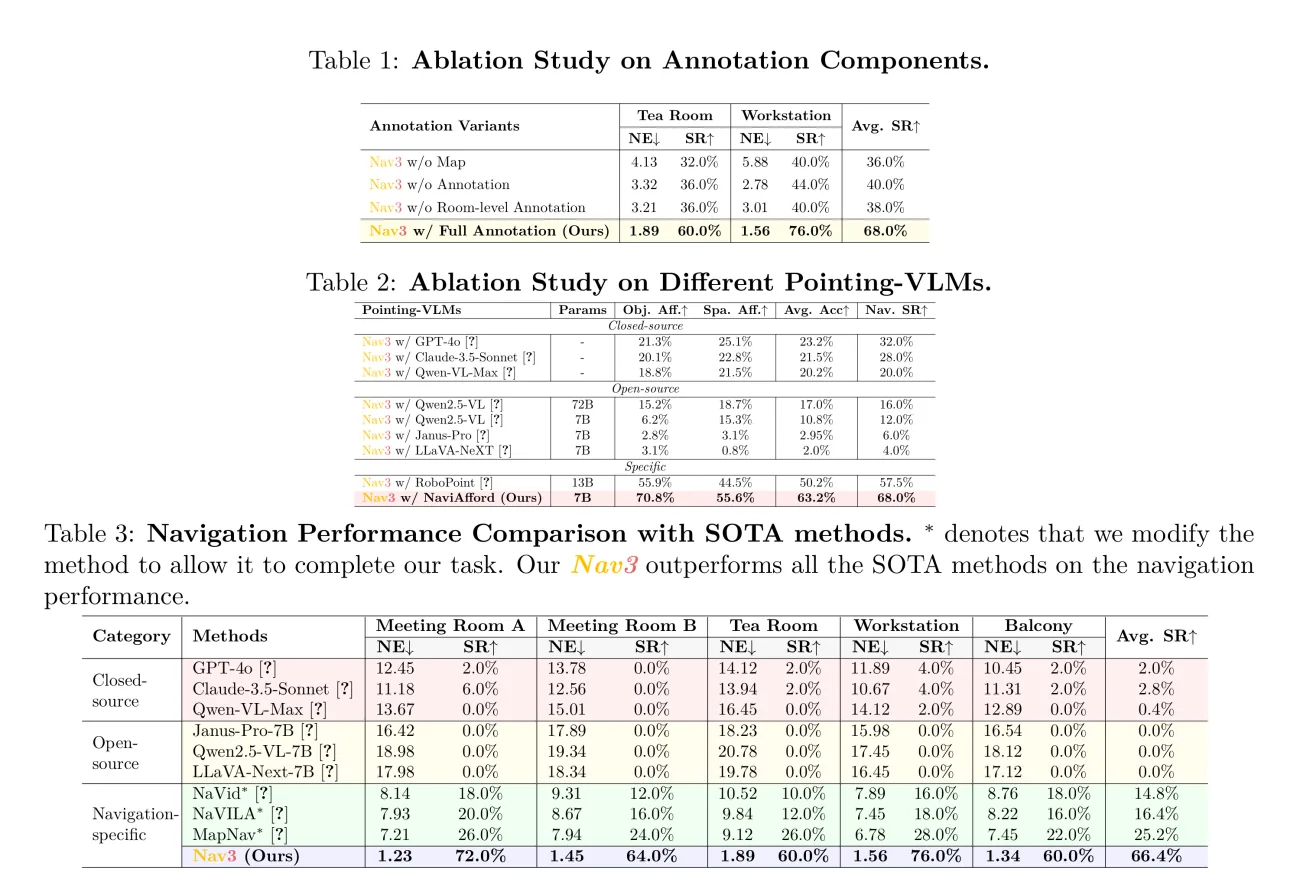 Table 1: Ablation Study on Annotation Components.
Annotation Variants Tea Room Workstation Avg. SR↑
NE↓ SR↑ NE↓ SR↑
Nav3 w/o Map 4.13 32.0% 5.88 40.0% 36.0%
Nav3 w/o Annotation 3.32 36.0% 2.78 44.0% 40.0%
Nav3 w/o Room-level Annotation 3.21 36.0% 3.01 40.0% 38.0%
Nav3 w/ Full Annotation (Ours) 1.89 60.0% 1.56 76.0% 68.0%
Table 2: Ablation Study on Different Pointing-VLMs.
Pointing-VLMs Params Obj. Aff.↑ Spa. Aff.↑ Avg. Acc↑ Nav. SR↑
Closed-source
Nav3 w/ GPT-4o [?] - 21.3% 25.1% 23.2% 32.0%
Nav3 w/ Claude-3.5-Sonnet [?] - 20.1% 22.8% 21.5% 28.0%
Nav3 w/ Qwen-VL-Max [?] - 18.8% 21.5% 20.2% 20.0%
Open-source
Nav3 w/ Qwen2.5-VL [?] 72B 15.2% 18.7% 17.0% 16.0%
Nav3 w/ Qwen2.5-VL [?] 7B 6.2% 15.3% 10.8% 12.0%
Nav3 w/ Janus-Pro [?] 7B 2.8% 3.1% 2.95% 6.0%
Nav3 w/ LLaVA-NeXT [?] 7B 3.1% 0.8% 2.0% 4.0%
Specific
Nav3 w/ RoboPoint [?] 13B 55.9% 44.5% 50.2% 57.5%
Nav3 w/ NaviAfford (Ours) 7B 70.8% 55.6% 63.2% 68.0%
Table 3: Navigation Performance Comparison with SOTA methods. * denotes that we modify the
method to allow it to complete our task. Our Nav3 outperforms all the SOTA methods on the navigation
performance.
Category Methods Meeting Room A Meeting Room B Tea Room Workstation Balcony Avg. SR↑
NE↓ SR↑ NE↓ SR↑ NE↓ SR↑ NE↓ SR↑ NE↓ SR↑
Closed-source
GPT-4o [?] 12.45 2.0% 13.78 0.0% 14.12 2.0% 11.89 4.0% 10.45 2.0% 2.0%
Claude-3.5-Sonnet [?] 11.18 6.0% 12.56 0.0% 13.94 2.0% 10.67 4.0% 11.31 2.0% 2.8%
Qwen-VL-Max [?] 13.67 0.0% 15.01 0.0% 16.45 0.0% 14.12 2.0% 12.89 0.0% 0.4%
Open-source
Janus-Pro-7B [?] 16.42 0.0% 17.89 0.0% 18.23 0.0% 15.98 0.0% 16.54 0.0% 0.0%
Qwen2.5-VL-7B [?] 18.98 0.0% 19.34 0.0% 20.78 0.0% 17.45 0.0% 18.12 0.0% 0.0%
LLaVA-Next-7B [?] 17.98 0.0% 18.34 0.0% 19.78 0.0% 16.45 0.0% 17.12 0.0% 0.0%
Navigation-specific
NaVid* [?] 8.14 18.0% 9.31 12.0% 10.52 10.0% 7.89 16.0% 8.76 18.0% 14.8%
NaVILA* [?] 7.93 20.0% 8.67 16.0% 9.84 12.0% 7.45 18.0% 8.22 16.0% 16.4%
MapNav* [?] 7.21 26.0% 7.94 24.0% 9.12 26.0% 6.78 28.0% 7.45 22.0% 25.2%
Nav3 (Ours) 1.23 72.0% 1.45 64.0% 1.89 60.0% 1.56 76.0% 1.34 60.0% 66.4%